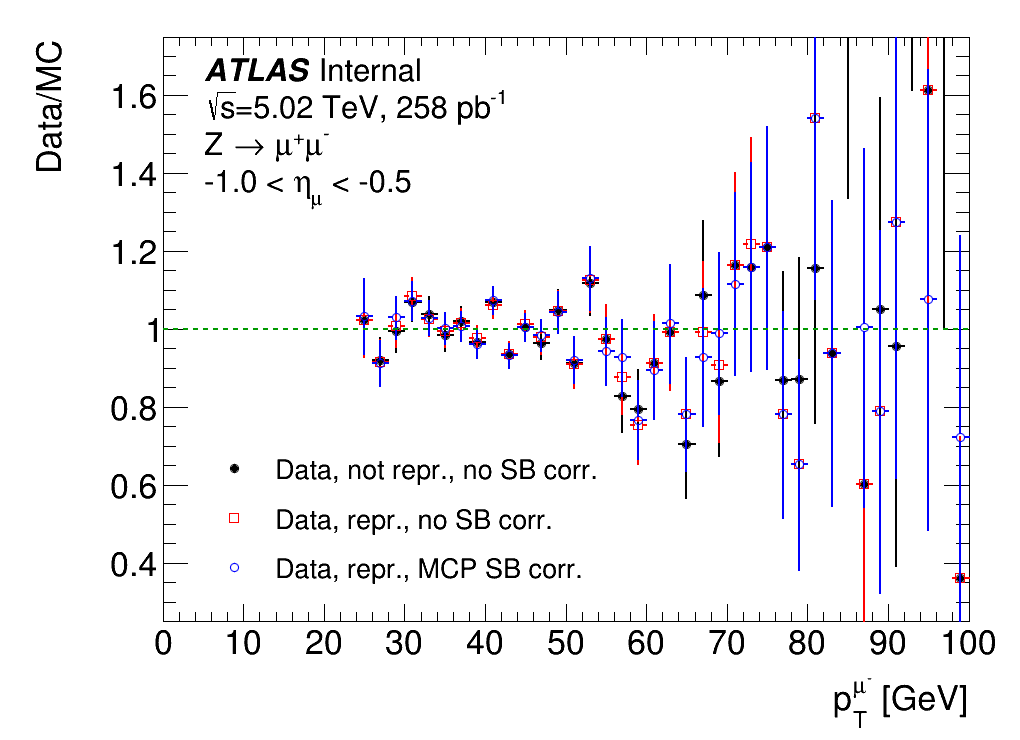 Data/MC
ATLAS Internal
√s=5.02 TeV, 258 pb⁻¹
Z → μ⁺μ⁻
-1.0 < η_μ < -0.5
1.6
1.4
1.2
1
0.8
0.6
0.4
Data, not repr., no SB corr.
Data, repr., no SB corr.
Data, repr., MCP SB corr.
0 10 20 30 40 50 60 70 80 90 100
p_T^μ⁻ [GeV]